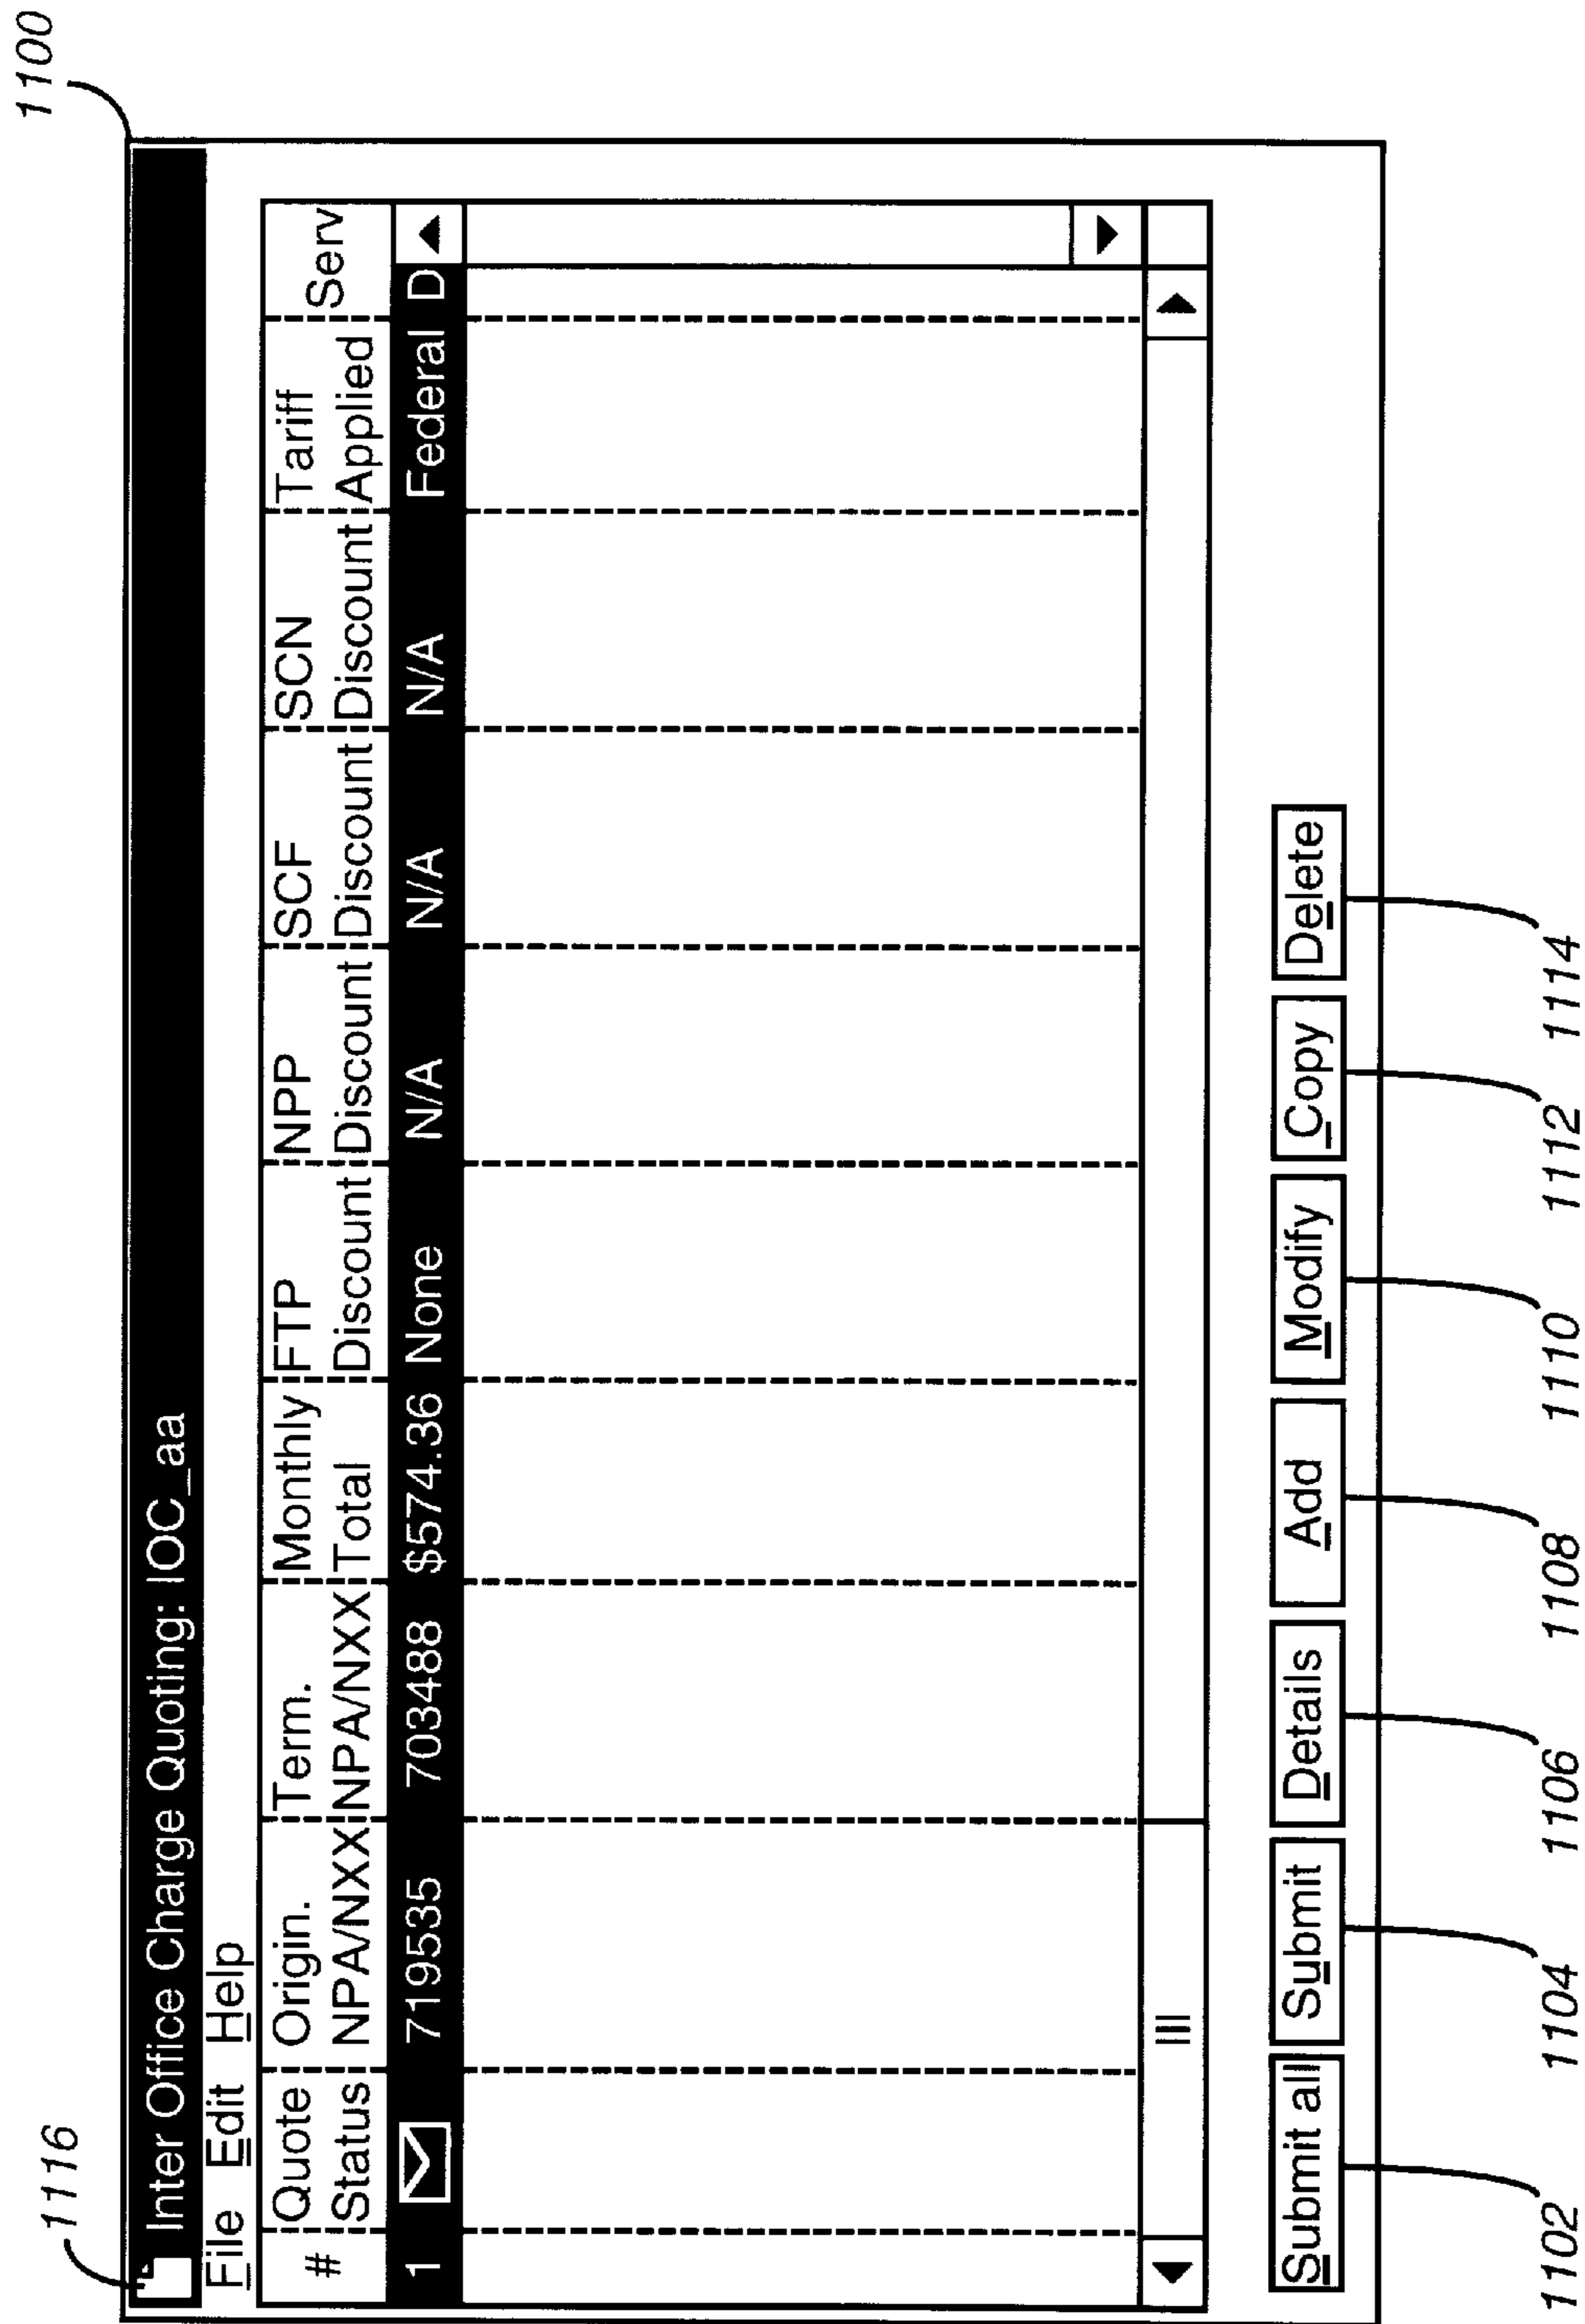 1100
1116
Inter Office Charge Quoting: IOC_aa
File Edit Help
# Quote Origin. Term. Monthly FTP NPP SCF SCN Tariff Serv
Status NPA/NXX NPA/NXX Total Discount Discount Discount Discount Applied
1 719535 703488 $574.36 None N/A N/A N/A Federal D
Submit all Submit Details Add Modify Copy Delete
1102 1104 1106 1108 1110 1112 1114